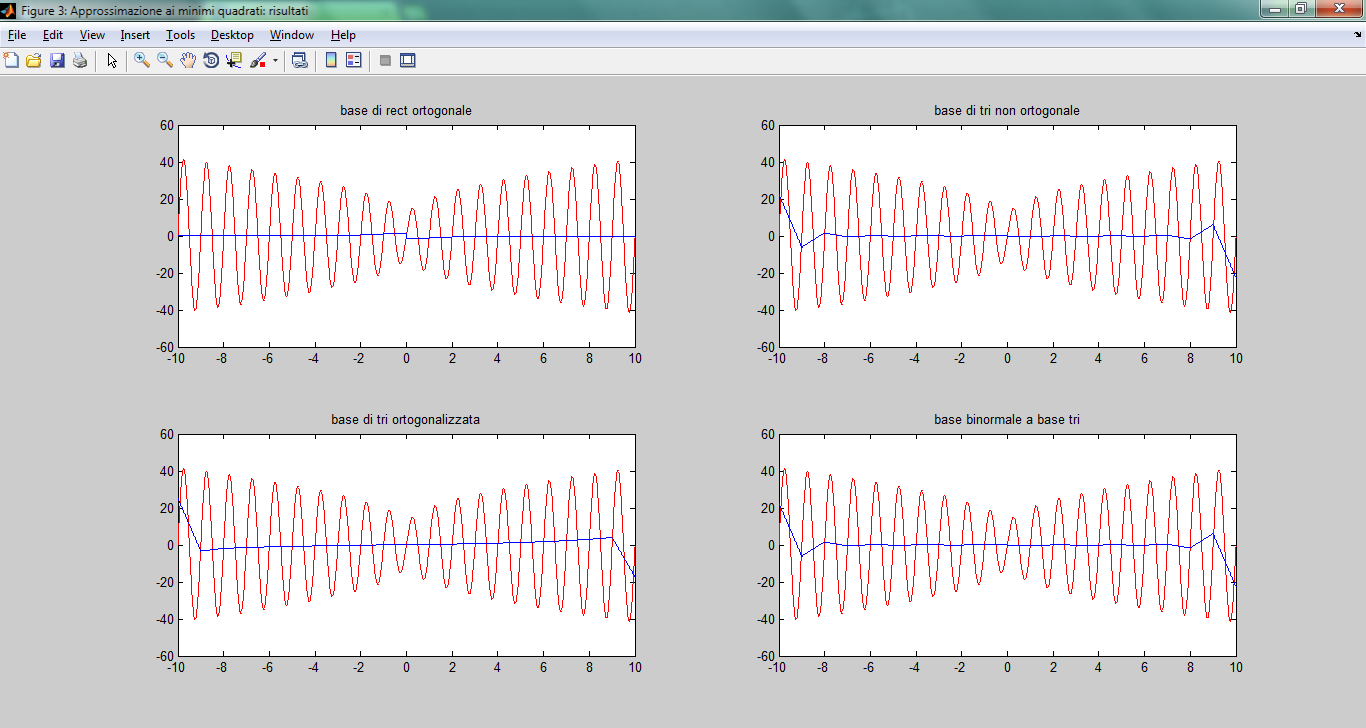 Figure 3: Approssimazione ai minimi quadrati: risultati
File Edit View Insert Tools Desktop Window Help
base di rect ortogonale
60
40
20
0
-20
-40
-60
-10 -8 -6 -4 -2 0 2 4 6 8 10
base di tri non ortogonale
60
40
20
0
-20
-40
-60
-10 -8 -6 -4 -2 0 2 4 6 8 10
base di tri ortogonalizzata
60
40
20
0
-20
-40
-60
-10 -8 -6 -4 -2 0 2 4 6 8 10
base binormale a base tri
60
40
20
0
-20
-40
-60
-10 -8 -6 -4 -2 0 2 4 6 8 10